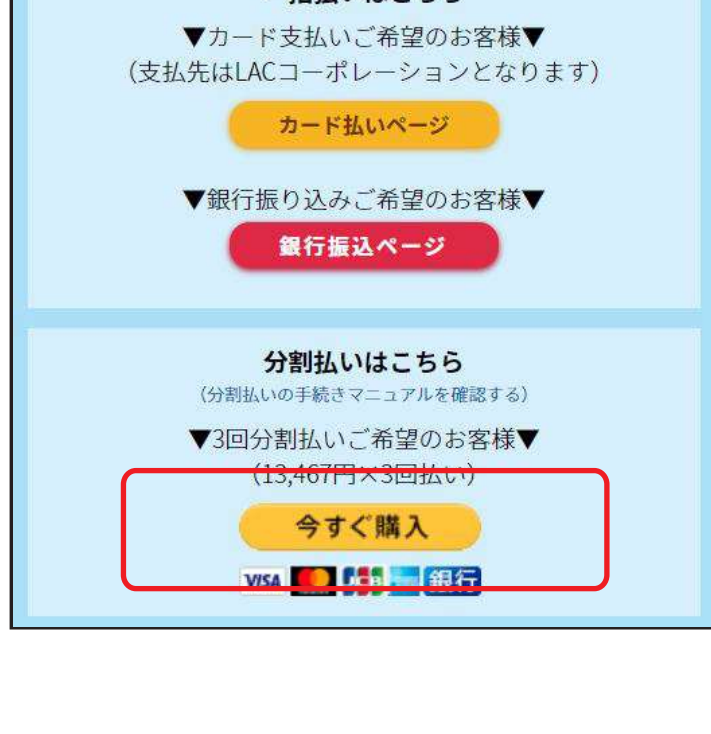 ▼カード支払いご希望のお客様▼
（支払先はLACコーポレーションとなります）
カード払いページ
▼銀行振り込みご希望のお客様▼
銀行振込ページ
分割払いはこちら
（分割払いの手続きマニュアルを確認する）
▼3回分割払いご希望のお客様▼
（13,467円×3回払い）
今すぐ購入
VISA JCB 銀行